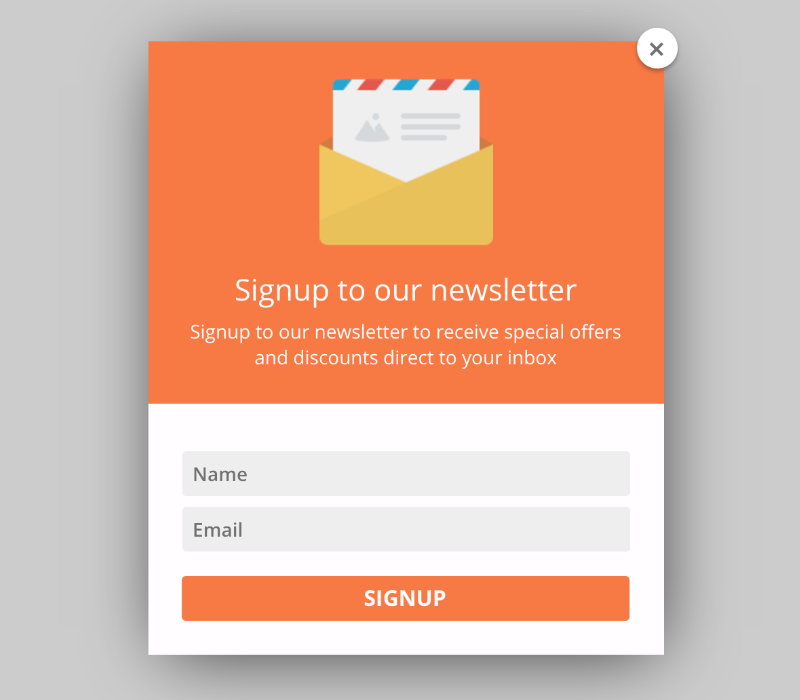 Signup to our newsletter
Signup to our newsletter to receive special offers
and discounts direct to your inbox
Name
Email
SIGNUP